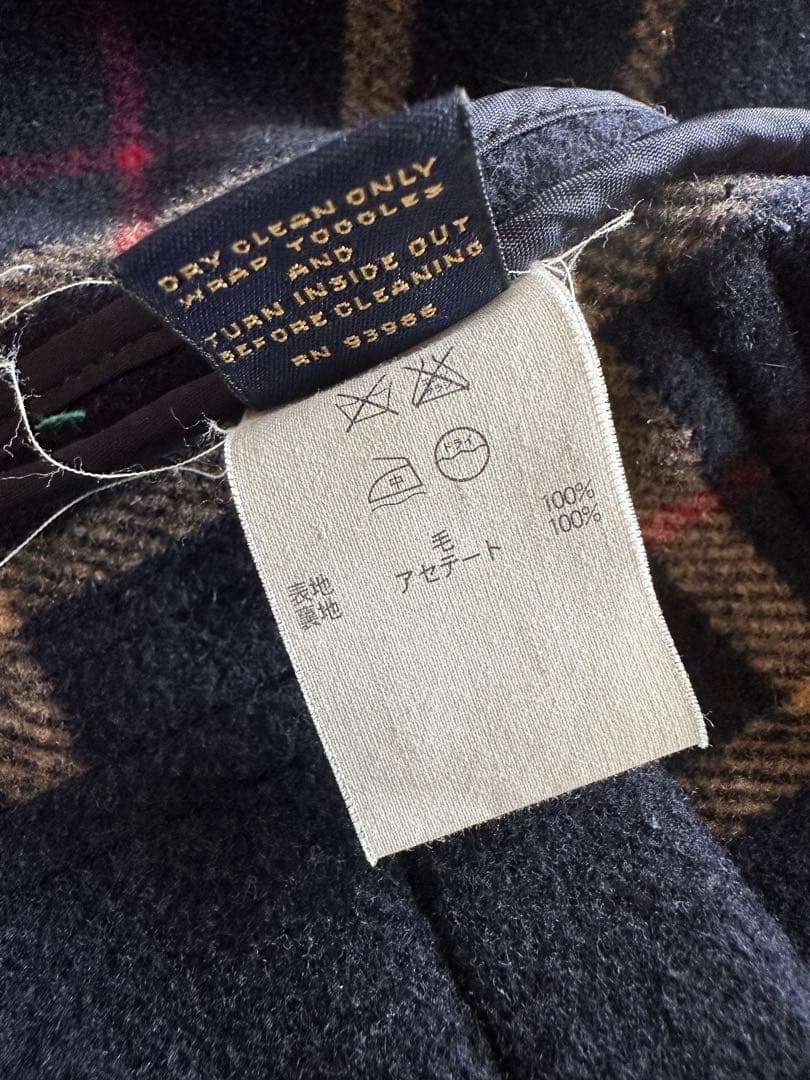 DRY CLEAN ONLY
WRAP TOGGLES
AND
TURN INSIDE OUT
BEFORE CLEANING
RN 93986
中 ドライ
表地 毛 100%
裏地 アセテート 100%